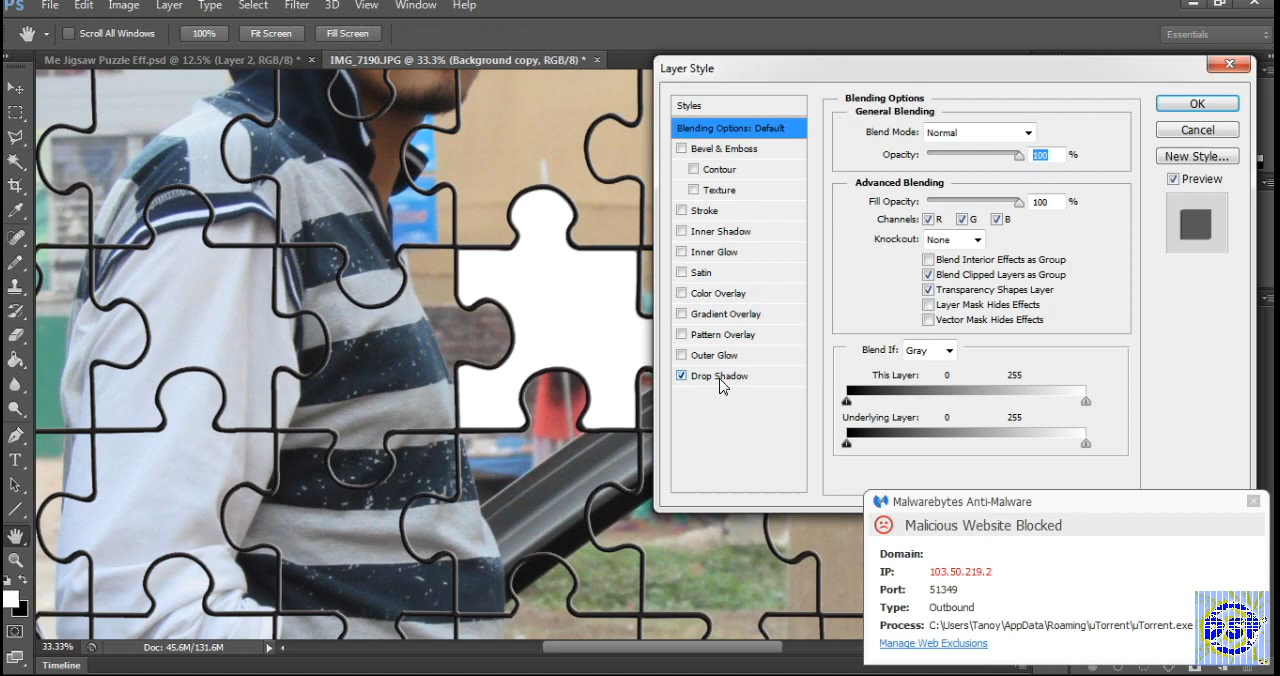 Ps File Edit Image Layer Type Select Filter 3D View Window Help
Scroll All Windows 100% Fit Screen Fill Screen Essentials
Me Jigsaw Puzzle Eff.psd @ 12.5% (Layer 2, RGB/8) * × IMG_7190.JPG @ 33.3% (Background copy, RGB/8) * ×
Layer Style
Styles
Blending Options: Default
Bevel & Emboss
Contour
Texture
Stroke
Inner Shadow
Inner Glow
Satin
Color Overlay
Gradient Overlay
Pattern Overlay
Outer Glow
Drop Shadow
Blending Options
General Blending
Blend Mode: Normal
Opacity: 100 %
Advanced Blending
Fill Opacity: 100 %
Channels: R G B
Knockout: None
Blend Interior Effects as Group
Blend Clipped Layers as Group
Transparency Shapes Layer
Layer Mask Hides Effects
Vector Mask Hides Effects
Blend If: Gray
This Layer: 0 255
Underlying Layer: 0 255
OK
Cancel
New Style...
Preview
Malwarebytes Anti-Malware
Malicious Website Blocked
Domain:
IP: 103.50.219.2
Port: 51349
Type: Outbound
Process: C:\Users\Tanoy\AppData\Roaming\uTorrent\uTorrent.exe
Manage Web Exclusions
33.33% Doc: 45.6M/131.6M
Timeline